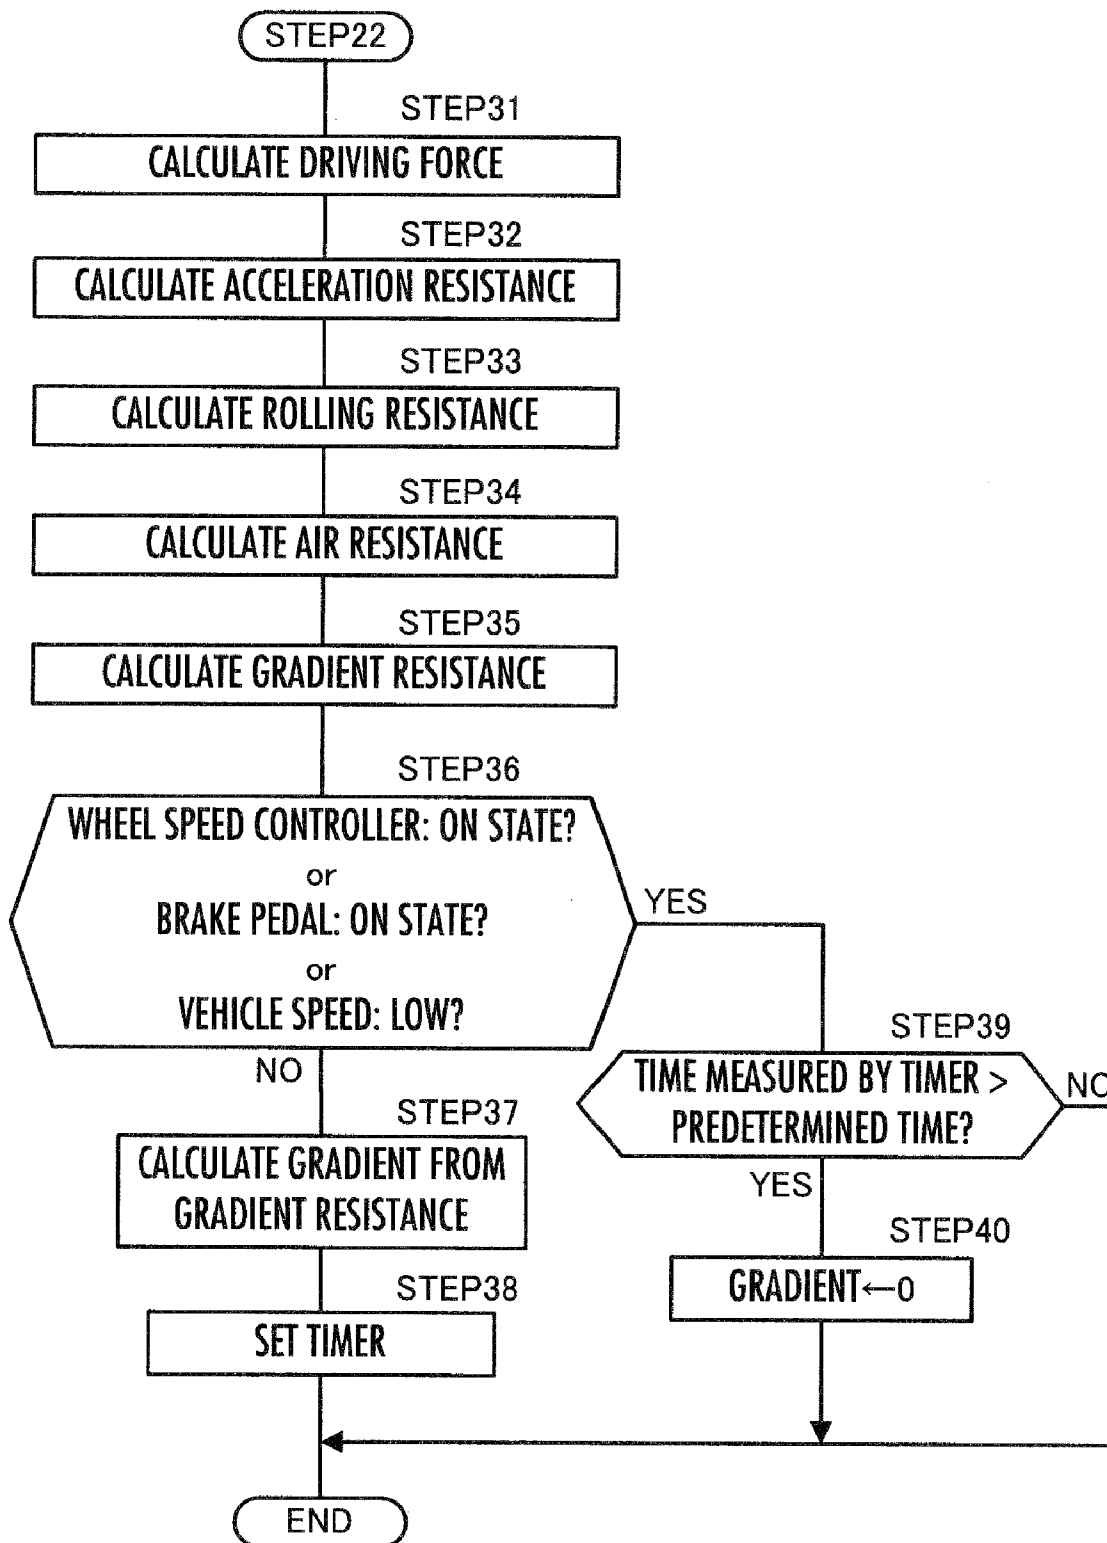 STEP22
STEP31
CALCULATE DRIVING FORCE
STEP32
CALCULATE ACCELERATION RESISTANCE
STEP33
CALCULATE ROLLING RESISTANCE
STEP34
CALCULATE AIR RESISTANCE
STEP35
CALCULATE GRADIENT RESISTANCE
STEP36
WHEEL SPEED CONTROLLER: ON STATE?
or
BRAKE PEDAL: ON STATE?
or
VEHICLE SPEED: LOW?
YES
NO
STEP37
CALCULATE GRADIENT FROM
GRADIENT RESISTANCE
STEP38
SET TIMER
STEP39
TIME MEASURED BY TIMER >
PREDETERMINED TIME?
NO
YES
STEP40
GRADIENT←0
END